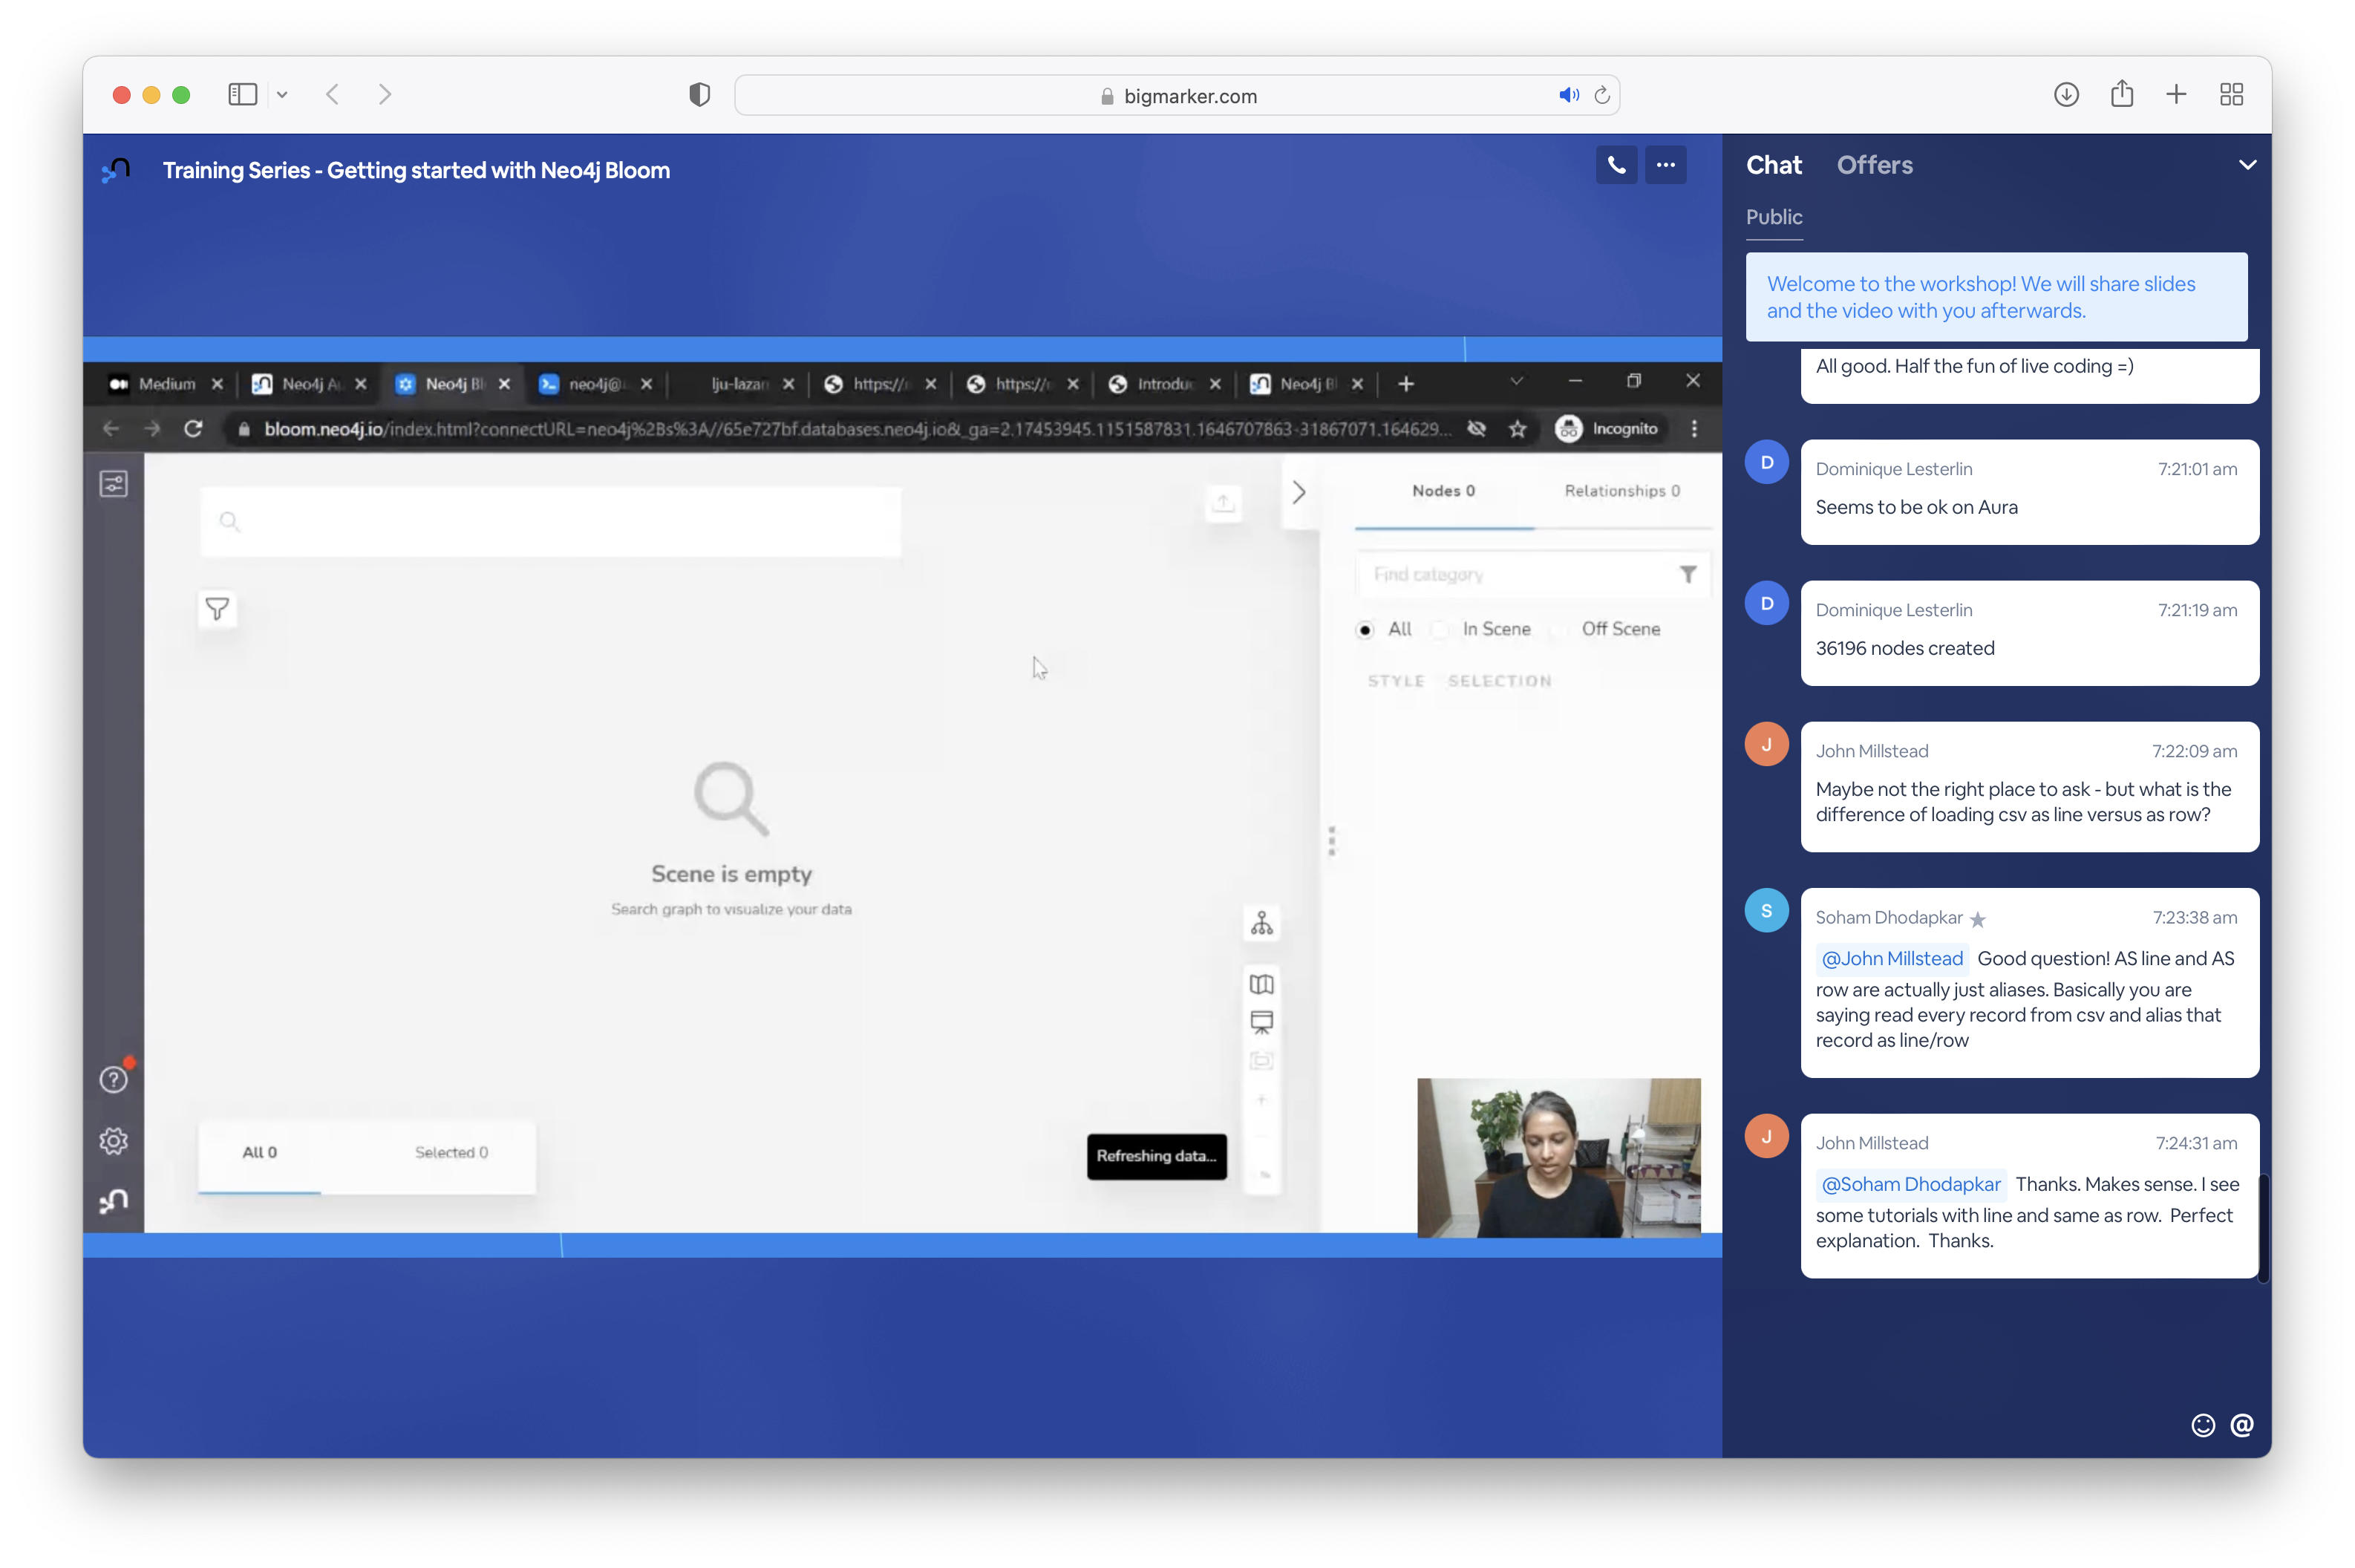 bigmarker.com
Training Series - Getting started with Neo4j Bloom
Medium
Neo4j Au
Neo4j Bl
neo4j@
lju-lazar
https://
https://
Introduc
Neo4j Bl
bloom.neo4j.io/index.html?connectURL=neo4j%2Bs%3A//65e727bf.databases.neo4j.io&_ga=2.17453945.1151587831.1646707863-31867071.164629...
Incognito
Nodes 0
Relationships 0
Find category
All
In Scene
Off Scene
STYLE
SELECTION
Scene is empty
Search graph to visualize your data
All 0
Selected 0
Refreshing data...
Chat
Offers
Public
Welcome to the workshop! We will share slides
and the video with you afterwards.
All good. Half the fun of live coding =)
D
Dominique Lesterlin
7:21:01 am
Seems to be ok on Aura
D
Dominique Lesterlin
7:21:19 am
36196 nodes created
J
John Millstead
7:22:09 am
Maybe not the right place to ask - but what is the
difference of loading csv as line versus as row?
S
Soham Dhodapkar
7:23:38 am
@John Millstead Good question! AS line and AS
row are actually just aliases. Basically you are
saying read every record from csv and alias that
record as line/row
J
John Millstead
7:24:31 am
@Soham Dhodapkar Thanks. Makes sense. I see
some tutorials with line and same as row. Perfect
explanation. Thanks.